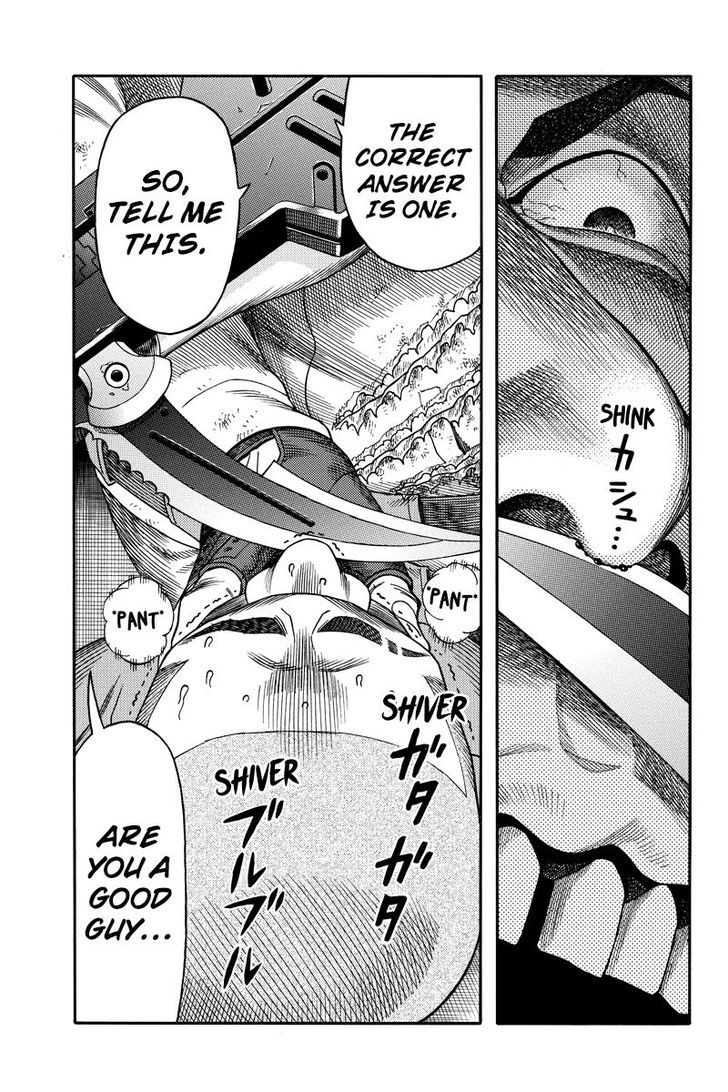 SHINK
カシュ…
THE
CORRECT
ANSWER
IS ONE.
SO,
TELL ME
THIS.
*PANT*
*PANT*
SHIVER
ガタガタ
SHIVER
ブルブル
ARE
YOU A
GOOD
GUY...